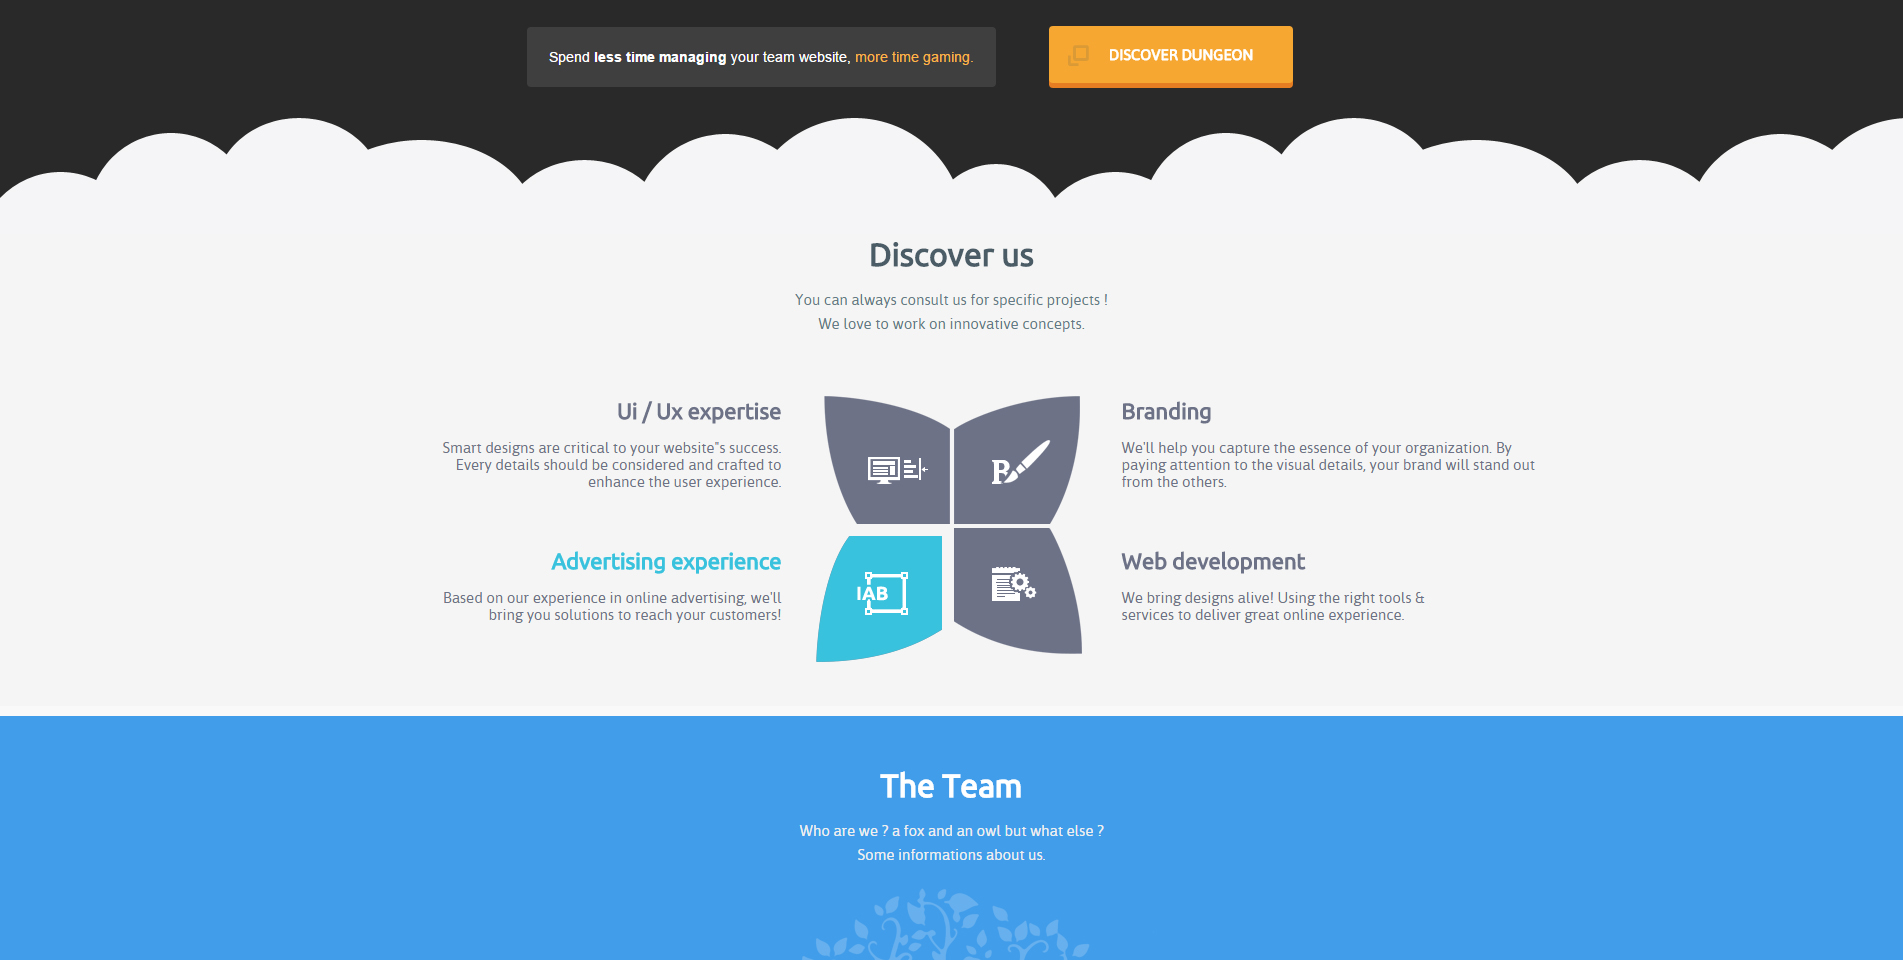 Spend less time managing your team website, more time gaming.
DISCOVER DUNGEON
Discover us
You can always consult us for specific projects !
We love to work on innovative concepts.
Ui / Ux expertise
Smart designs are critical to your website"s success.
Every details should be considered and crafted to
enhance the user experience.
Branding
We'll help you capture the essence of your organization. By
paying attention to the visual details, your brand will stand out
from the others.
B
Advertising experience
Based on our experience in online advertising, we'll
bring you solutions to reach your customers!
IAB
Web development
We bring designs alive! Using the right tools &
services to deliver great online experience.
The Team
Who are we ? a fox and an owl but what else ?
Some informations about us.